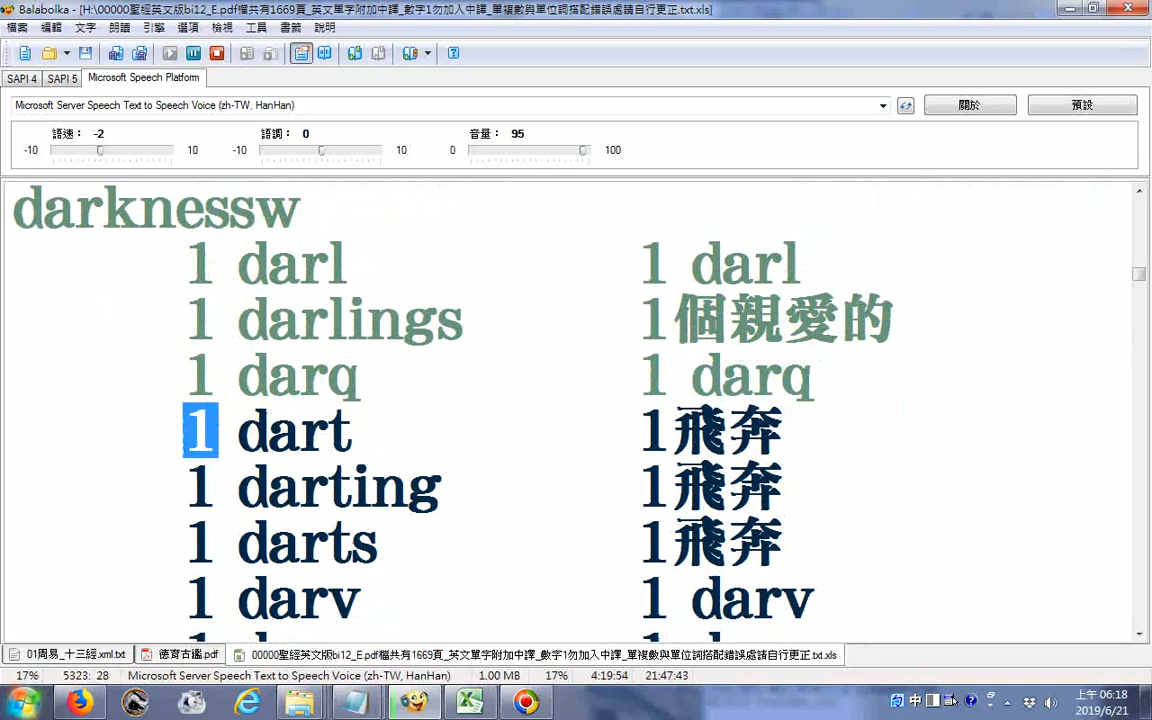 Balabolka - [H:\00000聖經英文版bi12_E.pdf檔共有1669頁_英文單字附加中譯_數字1勿加入中譯_單複數與單位詞搭配錯誤處請自行更正.txt.xls]
檔案 編輯 文字 朗讀 引擎 選項 檢視 工具 書籤 說明
SAPI 4 SAPI 5 Microsoft Speech Platform
Microsoft Server Speech Text to Speech Voice (zh-TW, HanHan) 關於 預設
語速： -2 語調： 0 音量： 95
-10 10 -10 10 0 100
darknessw
1 darl 1 darl
1 darlings 1個親愛的
1 darq 1 darq
1 dart 1飛奔
1 darting 1飛奔
1 darts 1飛奔
1 darv 1 darv
01周易_十三經.xml.txt 德育古鑑.pdf 00000聖經英文版bi12_E.pdf檔共有1669頁_英文單字附加中譯_數字1勿加入中譯_單複數與單位詞搭配錯誤處請自行更正.txt.xls
17% 5323: 28 Microsoft Server Speech Text to Speech Voice (zh-TW, HanHan) 1.00 MB 17% 4:19:54 21:47:43
中 上午 06:18
2019/6/21